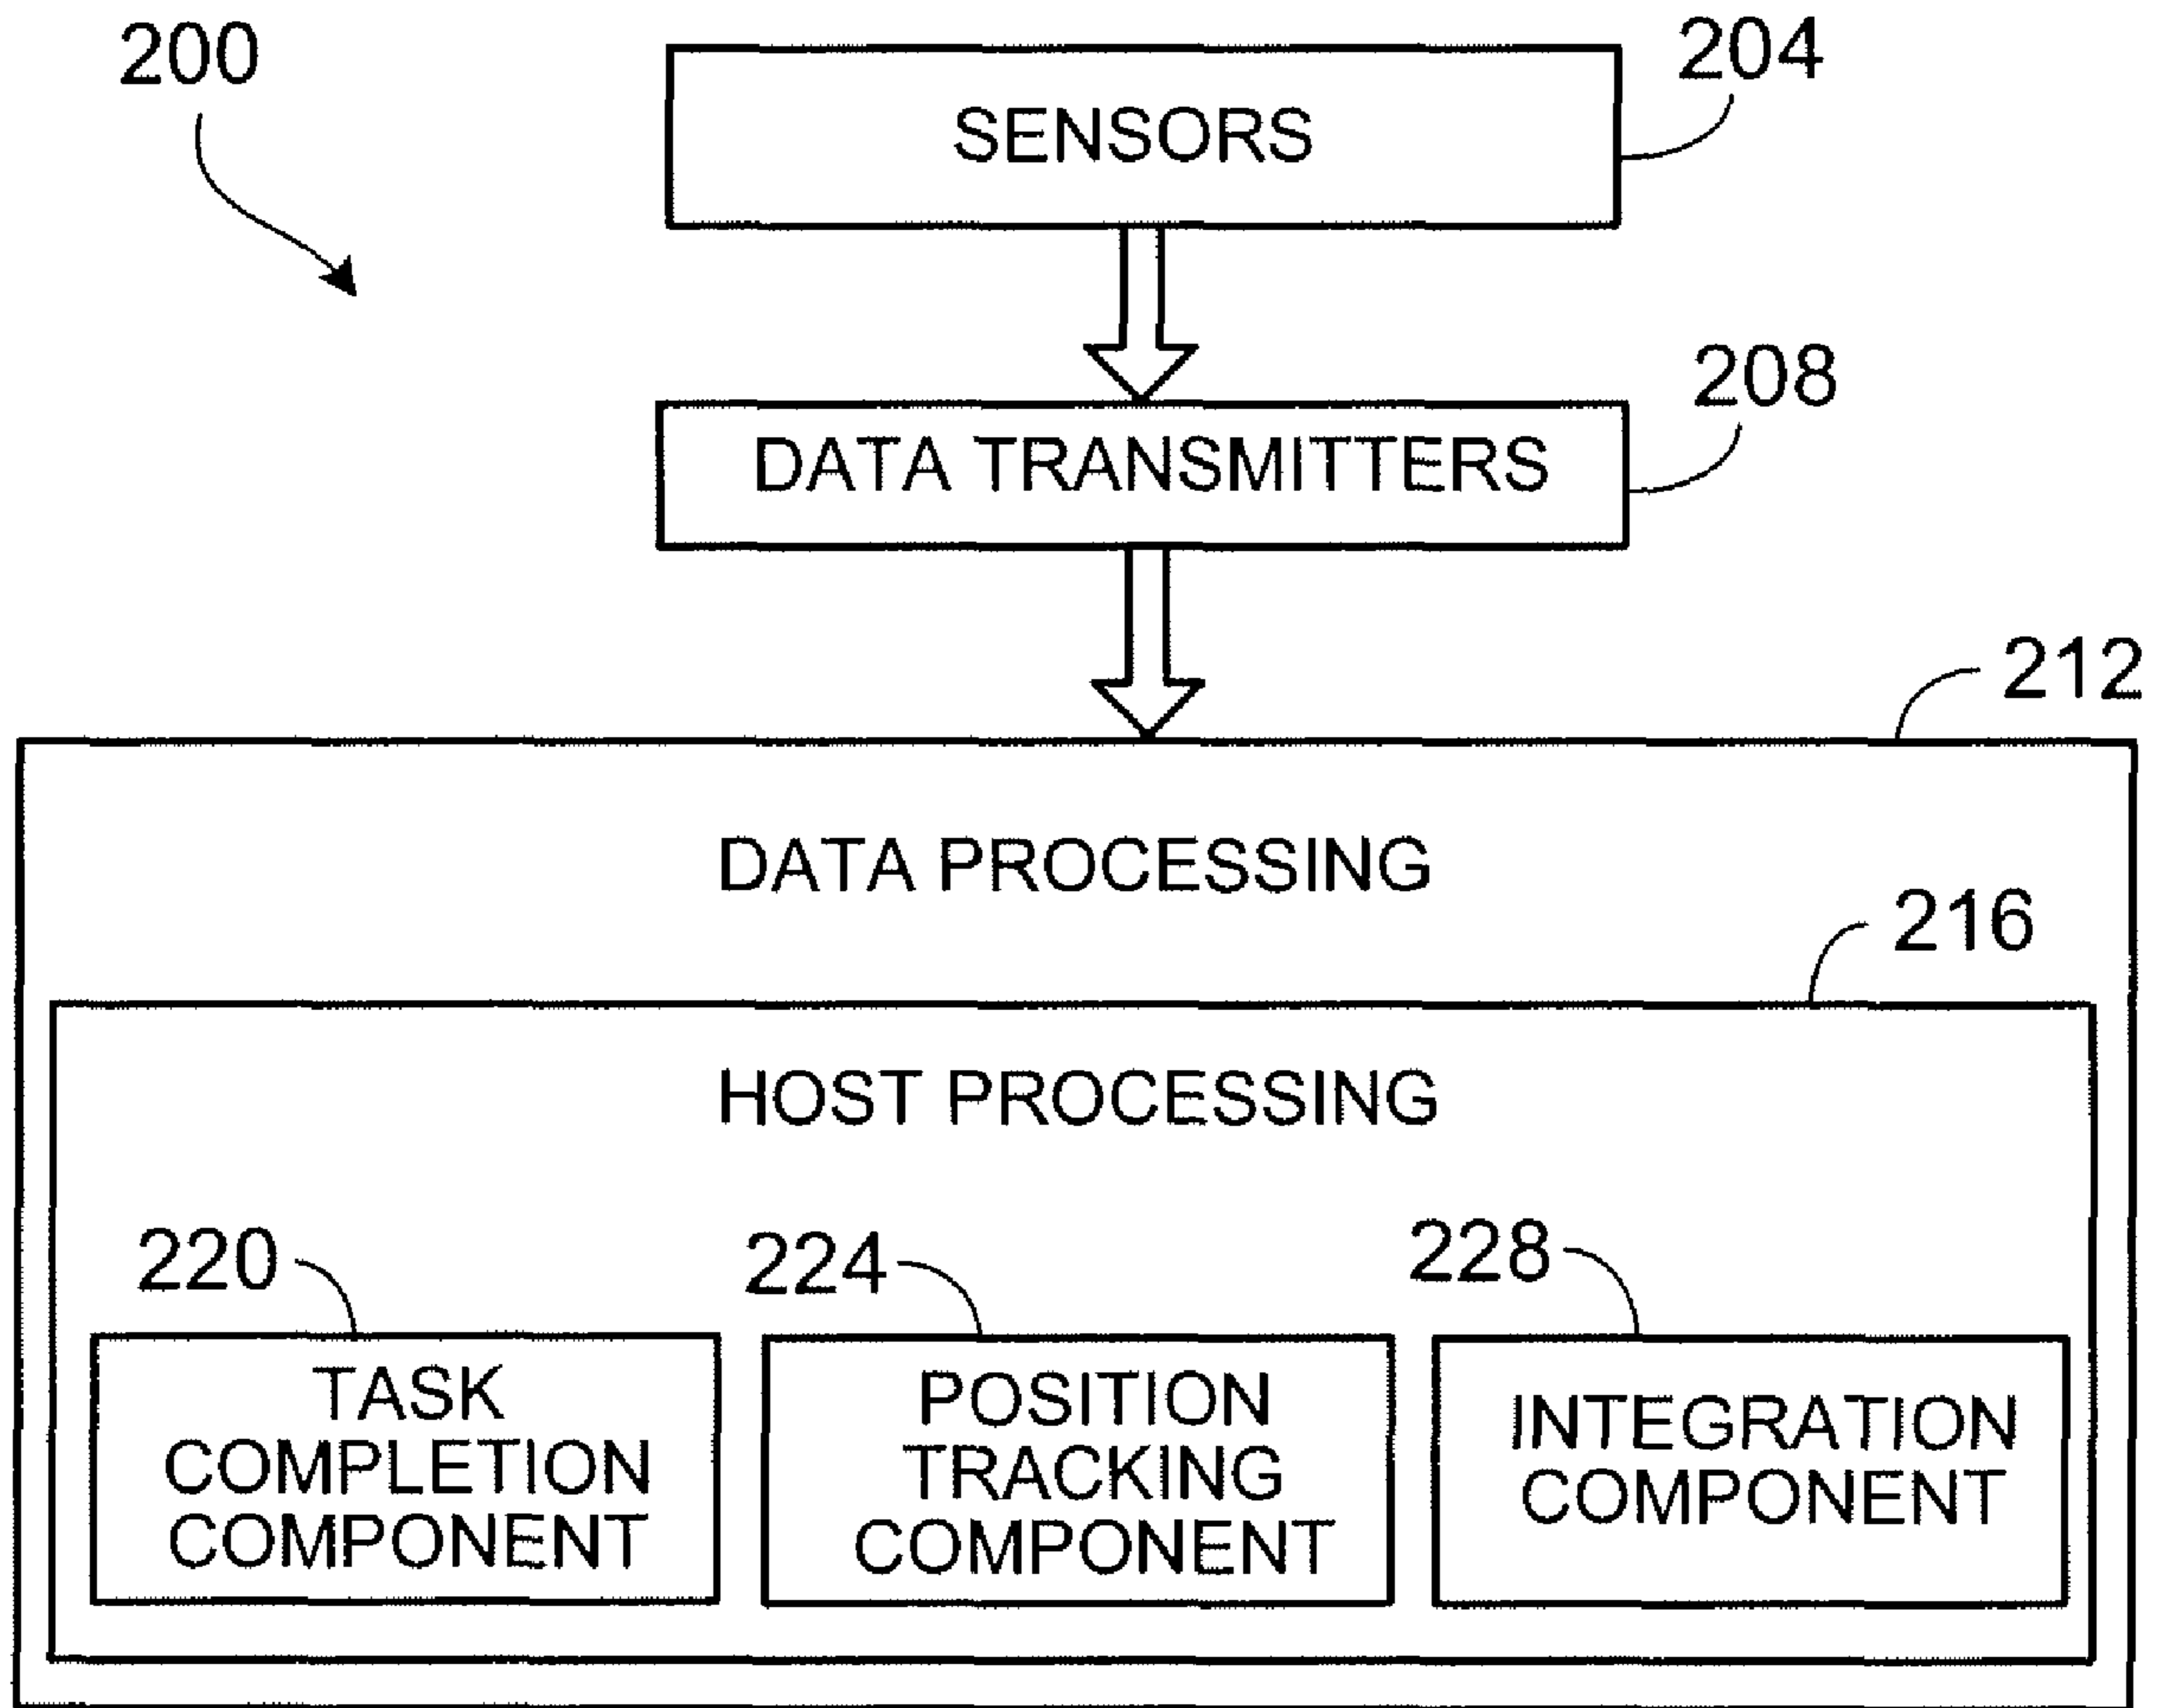 200
204
SENSORS
208
DATA TRANSMITTERS
212
DATA PROCESSING
216
HOST PROCESSING
220
224
228
TASK
COMPLETION
COMPONENT
POSITION
TRACKING
COMPONENT
INTEGRATION
COMPONENT